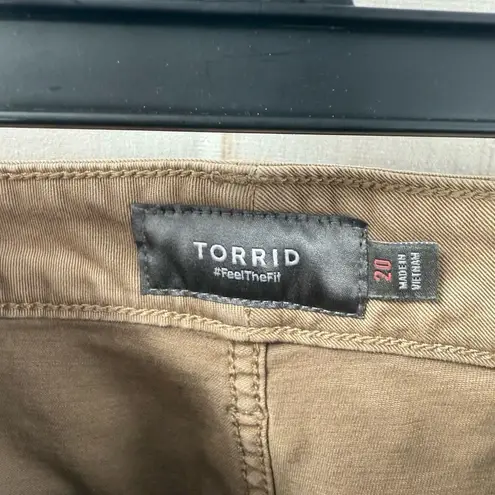 TORRID
#FeelTheFit
20
MADE IN
VIETNAM